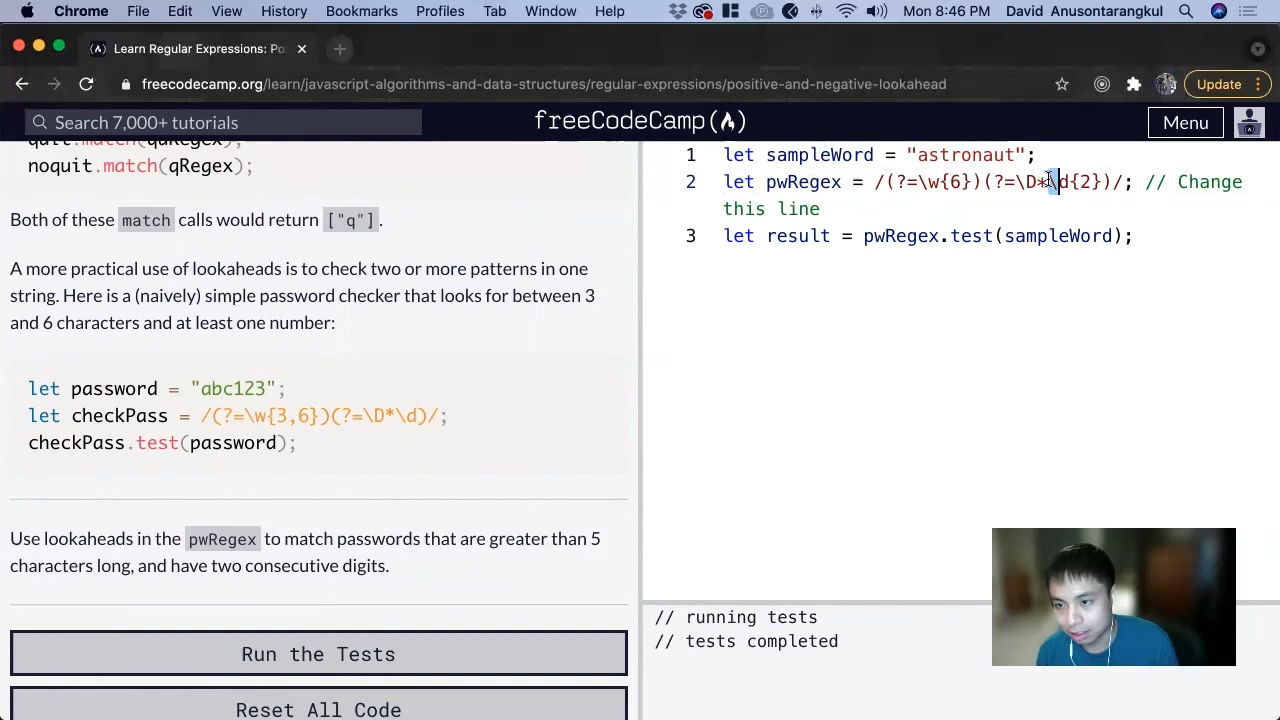 Chrome File Edit View History Bookmarks Profiles Tab Window Help Mon 8:46 PM David Anusontarangkul
Learn Regular Expressions: Po
freecodecamp.org/learn/javascript-algorithms-and-data-structures/regular-expressions/positive-and-negative-lookahead Update
Search 7,000+ tutorials freeCodeCamp Menu
quit.match(quRegex);
noquit.match(qRegex);
Both of these match calls would return ["q"].
A more practical use of lookaheads is to check two or more patterns in one
string. Here is a (naively) simple password checker that looks for between 3
and 6 characters and at least one number:
let password = "abc123";
let checkPass = /(?=\w{3,6})(?=\D*\d)/;
checkPass.test(password);
Use lookaheads in the pwRegex to match passwords that are greater than 5
characters long, and have two consecutive digits.
Run the Tests
Reset All Code
1 let sampleWord = "astronaut";
2 let pwRegex = /(?=\w{6})(?=\D*\d{2})/; // Change
this line
3 let result = pwRegex.test(sampleWord);
// running tests
// tests completed